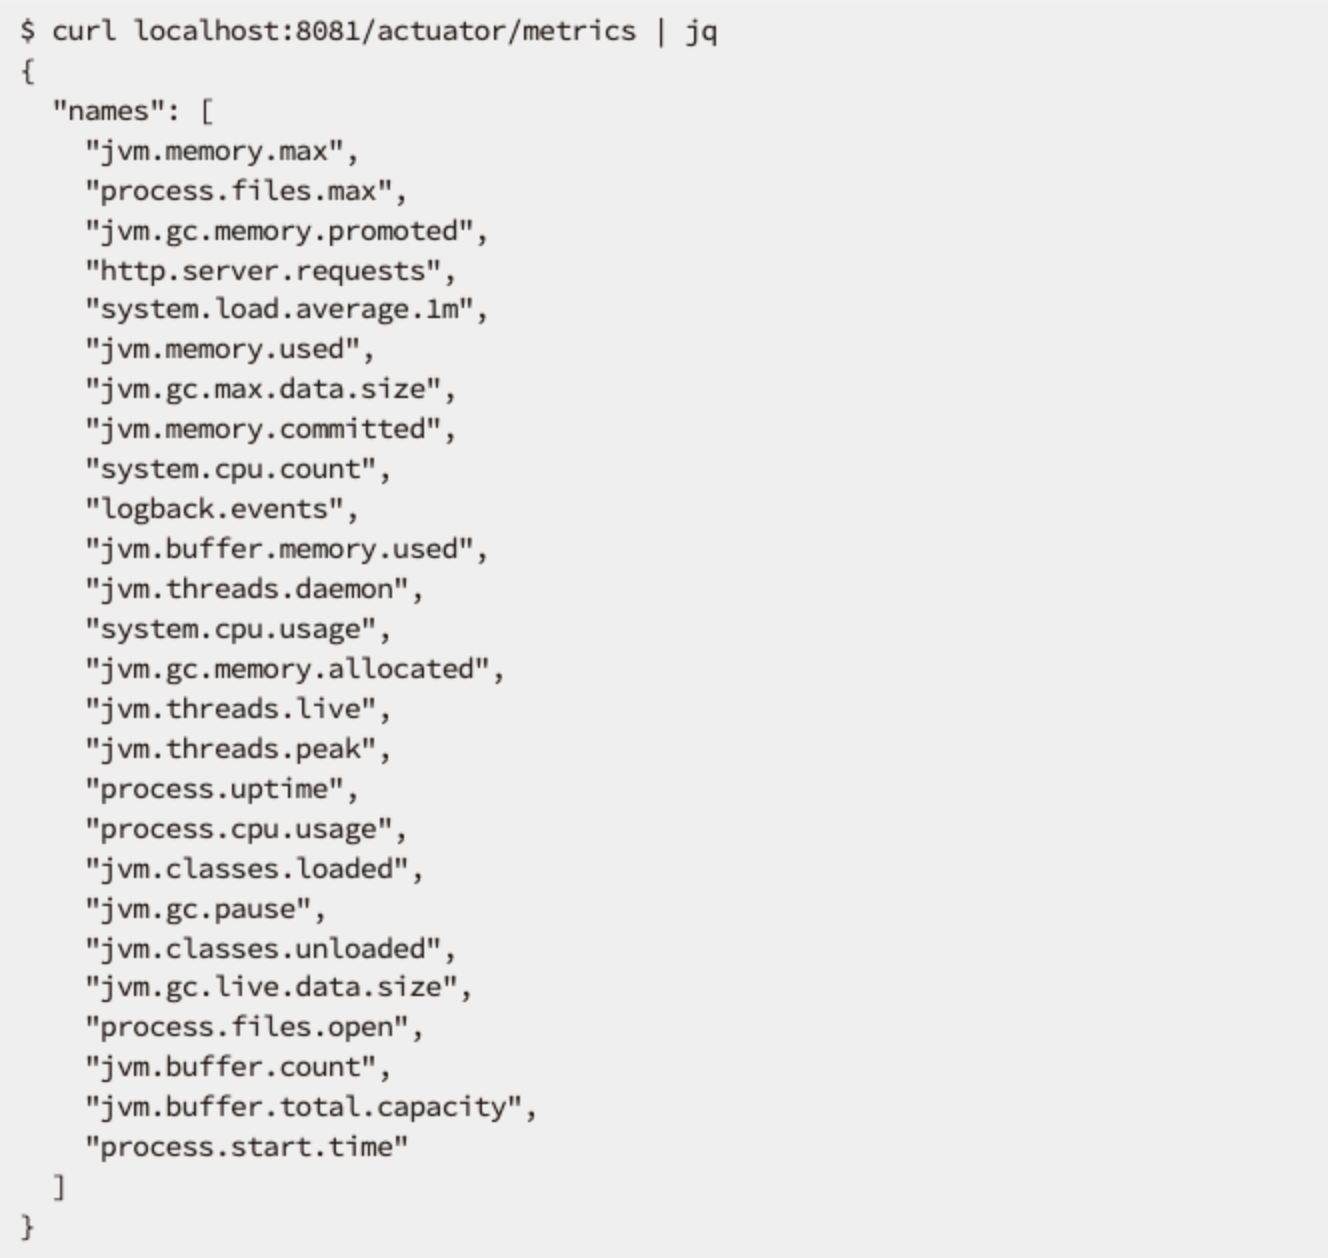 $ curl localhost:8081/actuator/metrics | jq
{
  "names": [
    "jvm.memory.max",
    "process.files.max",
    "jvm.gc.memory.promoted",
    "http.server.requests",
    "system.load.average.1m",
    "jvm.memory.used",
    "jvm.gc.max.data.size",
    "jvm.memory.committed",
    "system.cpu.count",
    "logback.events",
    "jvm.buffer.memory.used",
    "jvm.threads.daemon",
    "system.cpu.usage",
    "jvm.gc.memory.allocated",
    "jvm.threads.live",
    "jvm.threads.peak",
    "process.uptime",
    "process.cpu.usage",
    "jvm.classes.loaded",
    "jvm.gc.pause",
    "jvm.classes.unloaded",
    "jvm.gc.live.data.size",
    "process.files.open",
    "jvm.buffer.count",
    "jvm.buffer.total.capacity",
    "process.start.time"
  ]
}